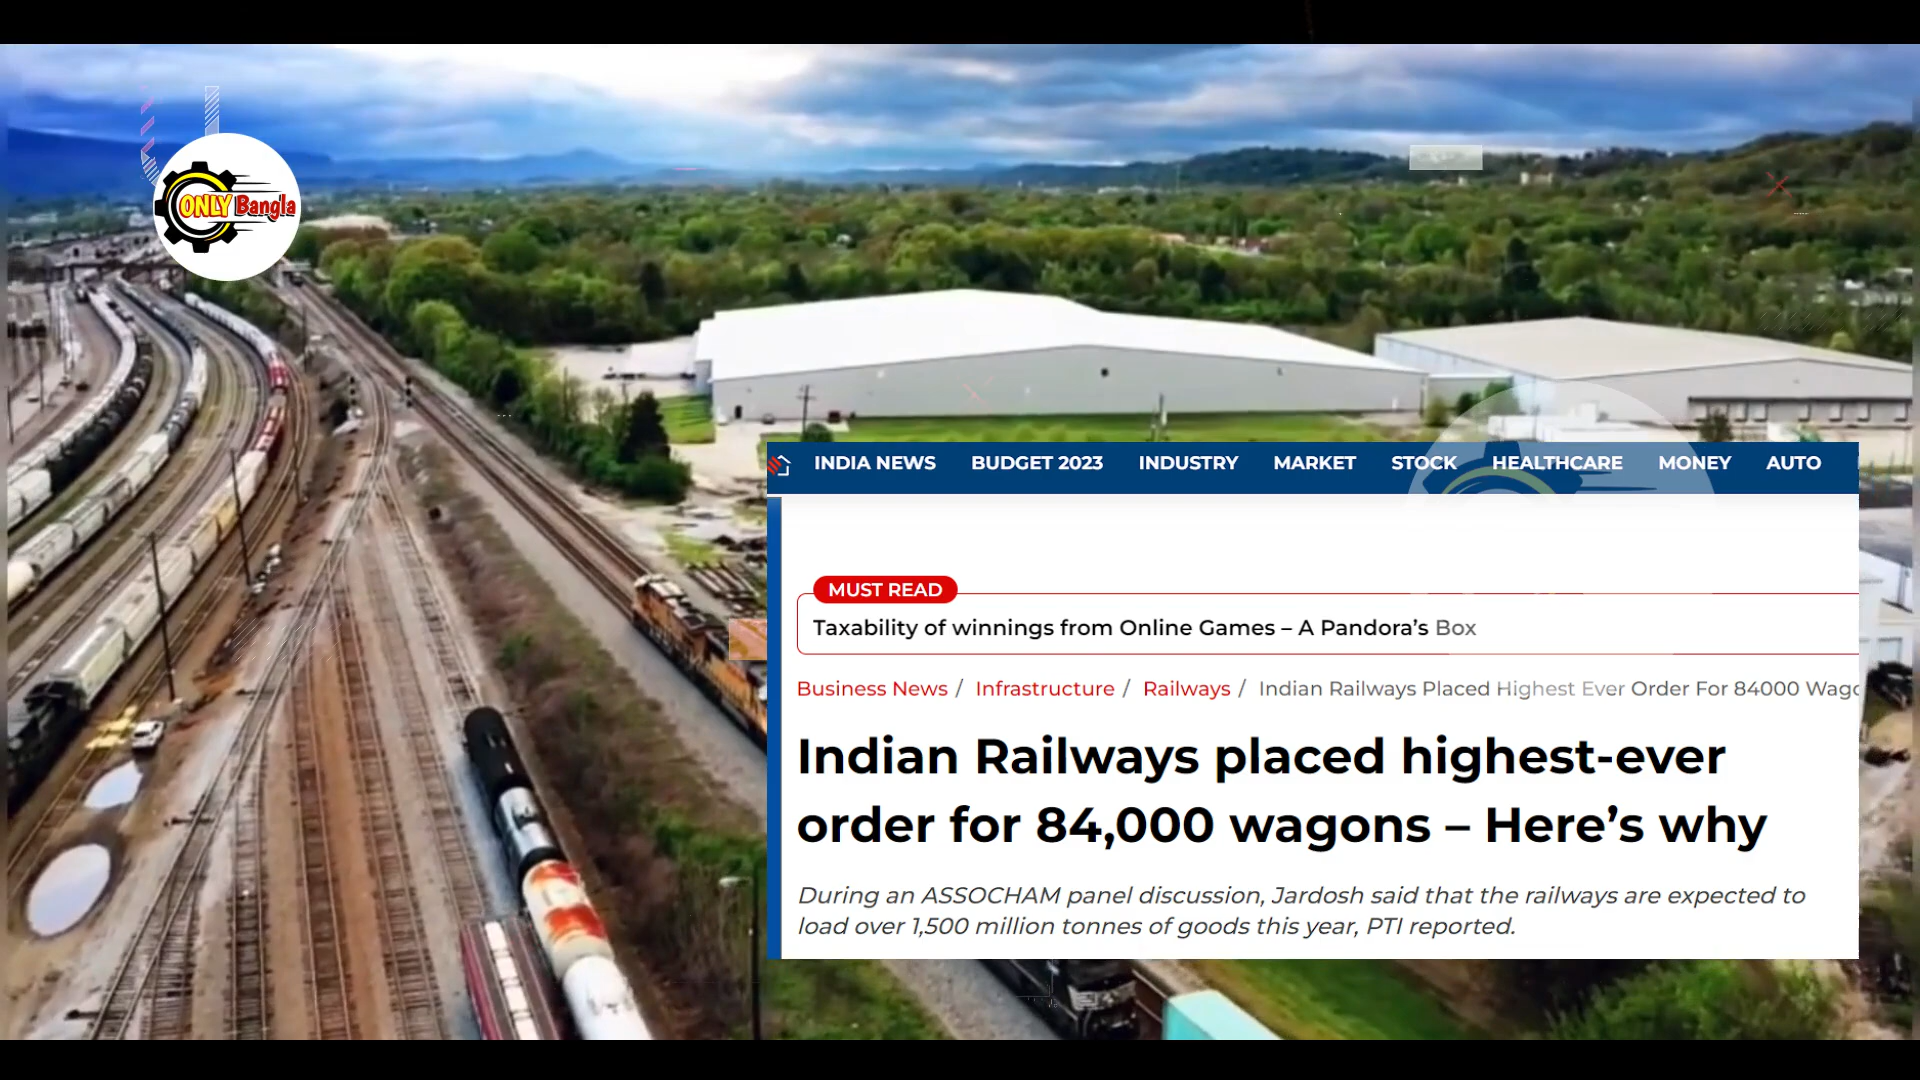 ONLY Bangla
INDIA NEWS BUDGET 2023 INDUSTRY MARKET STOCK HEALTHCARE MONEY AUTO
MUST READ
Taxability of winnings from Online Games – A Pandora’s Box
Business News / Infrastructure / Railways / Indian Railways Placed Highest Ever Order For 84000 Wago
Indian Railways placed highest-ever
order for 84,000 wagons – Here’s why
During an ASSOCHAM panel discussion, Jardosh said that the railways are expected to
load over 1,500 million tonnes of goods this year, PTI reported.